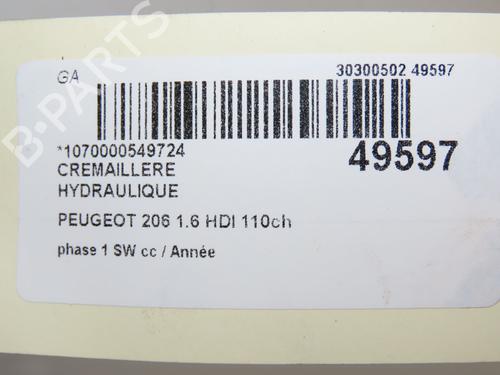 GA
30300502 49597
*1070000549724
49597
CREMAILLERE
HYDRAULIQUE
PEUGEOT 206 1.6 HDI 110ch
phase 1 SW cc / Année
B-PARTS